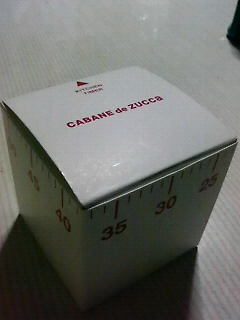 KITCHEN
TIMER
CABANE de ZUCCa
40 35 30 25